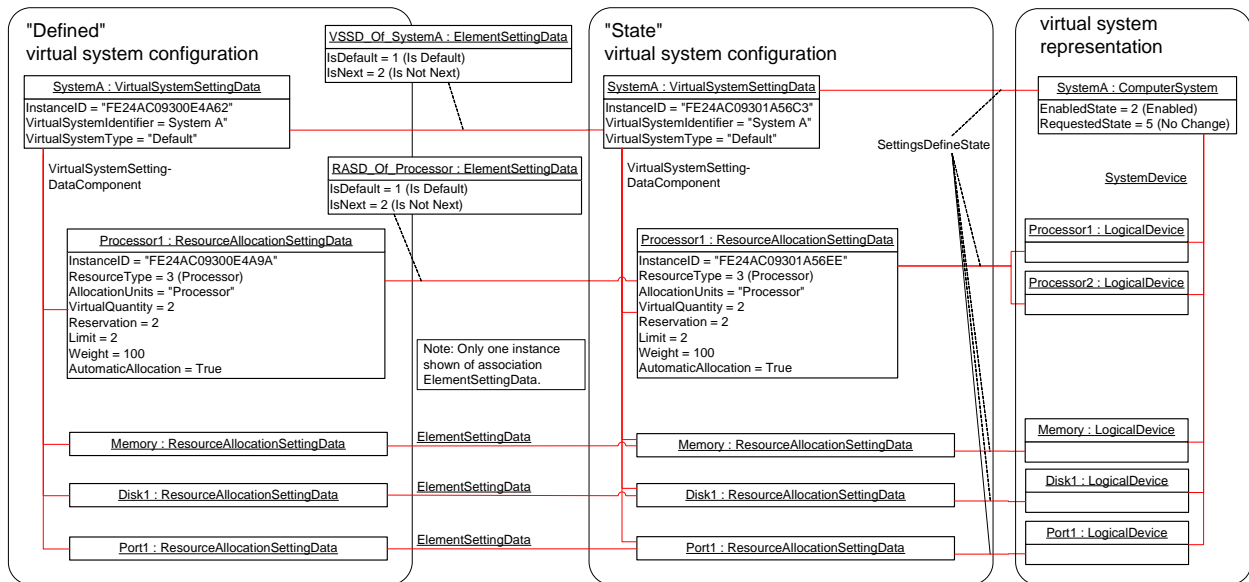 "Defined"
virtual system configuration
SystemA : VirtualSystemSettingData
InstanceID = "FE24AC09300E4A62"
VirtualSystemIdentifier = System A"
VirtualSystemType = "Default"
VirtualSystemSetting-
DataComponent
Processor1 : ResourceAllocationSettingData
InstanceID = "FE24AC09300E4A9A"
ResourceType = 3 (Processor)
AllocationUnits = "Processor"
VirtualQuantity = 2
Reservation = 2
Limit = 2
Weight = 100
AutomaticAllocation = True
Memory : ResourceAllocationSettingData
Disk1 : ResourceAllocationSettingData
Port1 : ResourceAllocationSettingData
VSSD_Of_SystemA : ElementSettingData
IsDefault = 1 (Is Default)
IsNext = 2 (Is Not Next)
RASD_Of_Processor : ElementSettingData
IsDefault = 1 (Is Default)
IsNext = 2 (Is Not Next)
Note: Only one instance
shown of association
ElementSettingData.
ElementSettingData
ElementSettingData
ElementSettingData
"State"
virtual system configuration
SystemA : VirtualSystemSettingData
InstanceID = "FE24AC09301A56C3"
VirtualSystemIdentifier = "System A"
VirtualSystemType = "Default"
VirtualSystemSetting-
DataComponent
Processor1 : ResourceAllocationSettingData
InstanceID = "FE24AC09301A56EE"
ResourceType = 3 (Processor)
AllocationUnits = "Processor"
VirtualQuantity = 2
Reservation = 2
Limit = 2
Weight = 100
AutomaticAllocation = True
Memory : ResourceAllocationSettingData
Disk1 : ResourceAllocationSettingData
Port1 : ResourceAllocationSettingData
SettingsDefineState
virtual system
representation
SystemA : ComputerSystem
EnabledState = 2 (Enabled)
RequestedState = 5 (No Change)
SystemDevice
Processor1 : LogicalDevice
Processor2 : LogicalDevice
Memory : LogicalDevice
Disk1 : LogicalDevice
Port1 : LogicalDevice